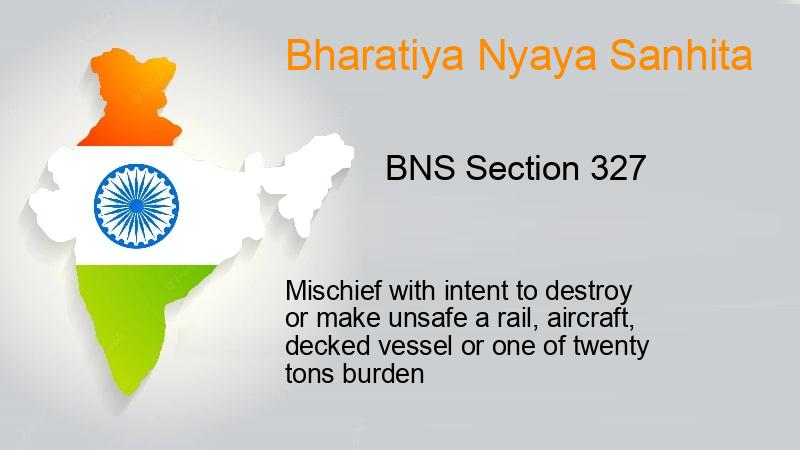 Bharatiya Nyaya Sanhita
BNS Section 327
Mischief with intent to destroy
or make unsafe a rail, aircraft,
decked vessel or one of twenty
tons burden